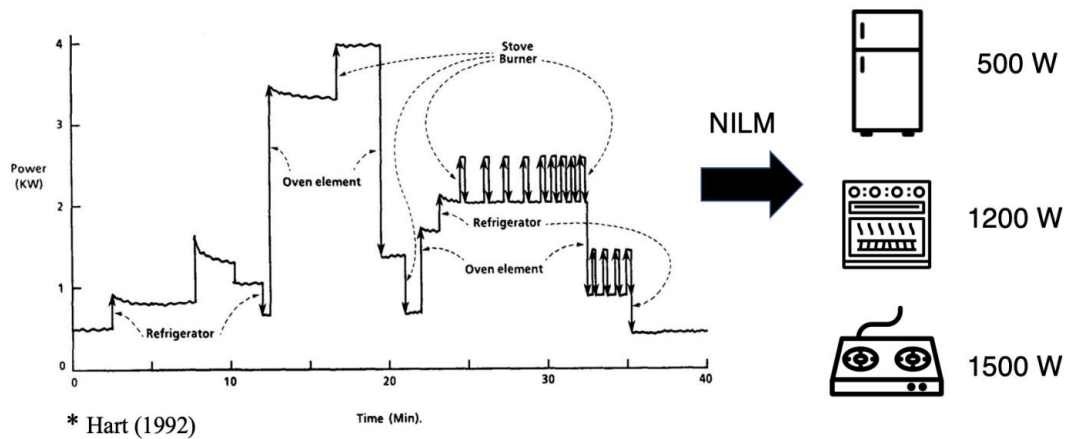 4
3
2
1
0
Power
(KW)
0
10
20
30
40
Time (Min).
Refrigerator
Oven element
Stove
Burner
Refrigerator
Oven element
* Hart (1992)
NILM
500 W
1200 W
1500 W